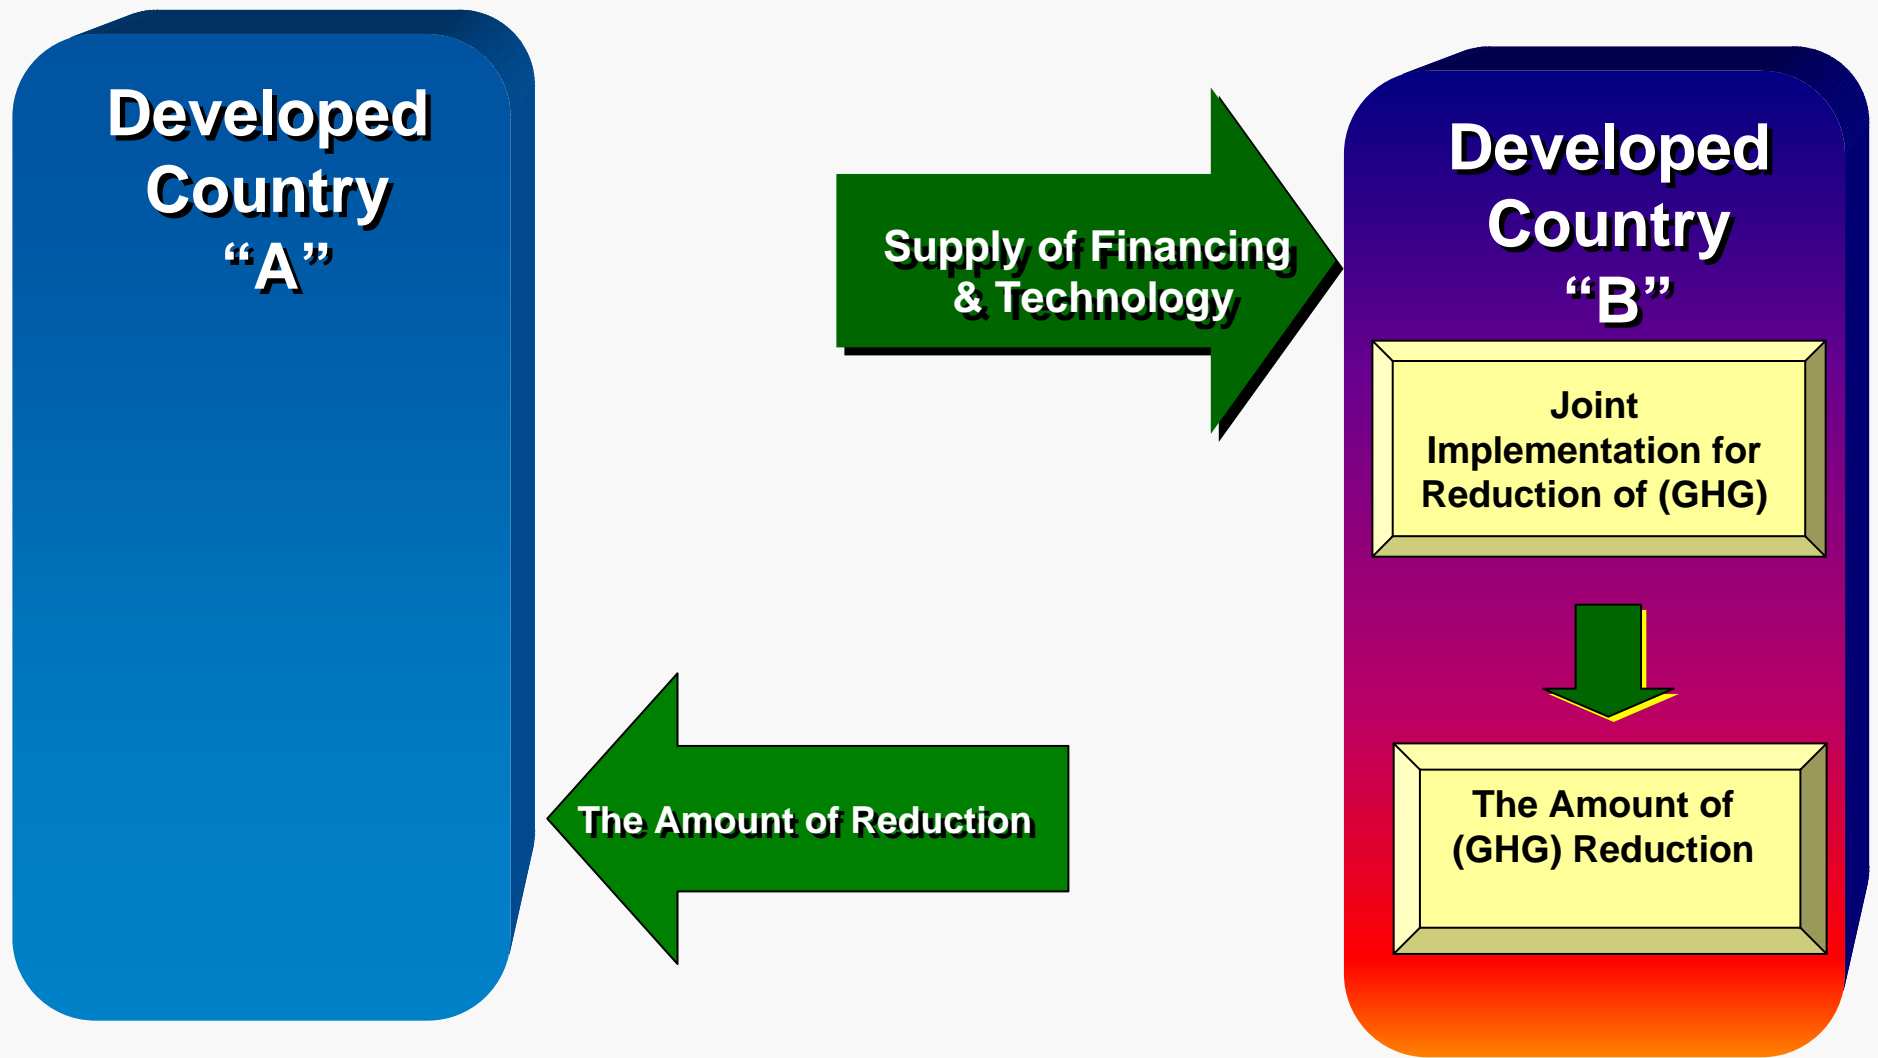 Developed
Country
“A”
Supply of Financing
& Technology
Developed
Country
“B”
Joint
Implementation for
Reduction of (GHG)
The Amount of Reduction
The Amount of
(GHG) Reduction